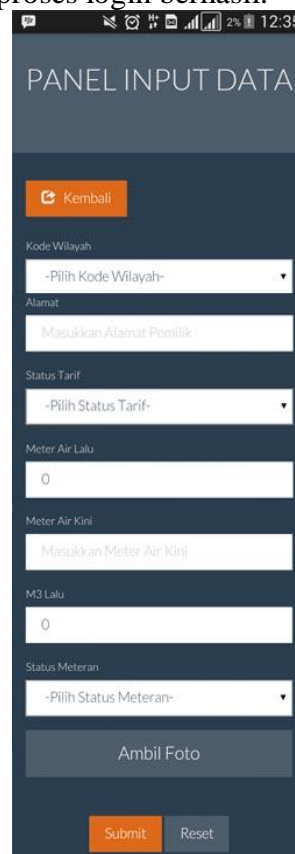 proses login berhasil.
2% 12:35
PANEL INPUT DATA
Kembali
Kode Wilayah
-Pilih Kode Wilayah-
Alamat
Masukkan Alamat Pemilik
Status Tarif
-Pilih Status Tarif-
Meter Air Lalu
0
Meter Air Kini
Masukkan Meter Air Kini
M3 Lalu
0
Status Meteran
-Pilih Status Meteran-
Ambil Foto
Submit Reset